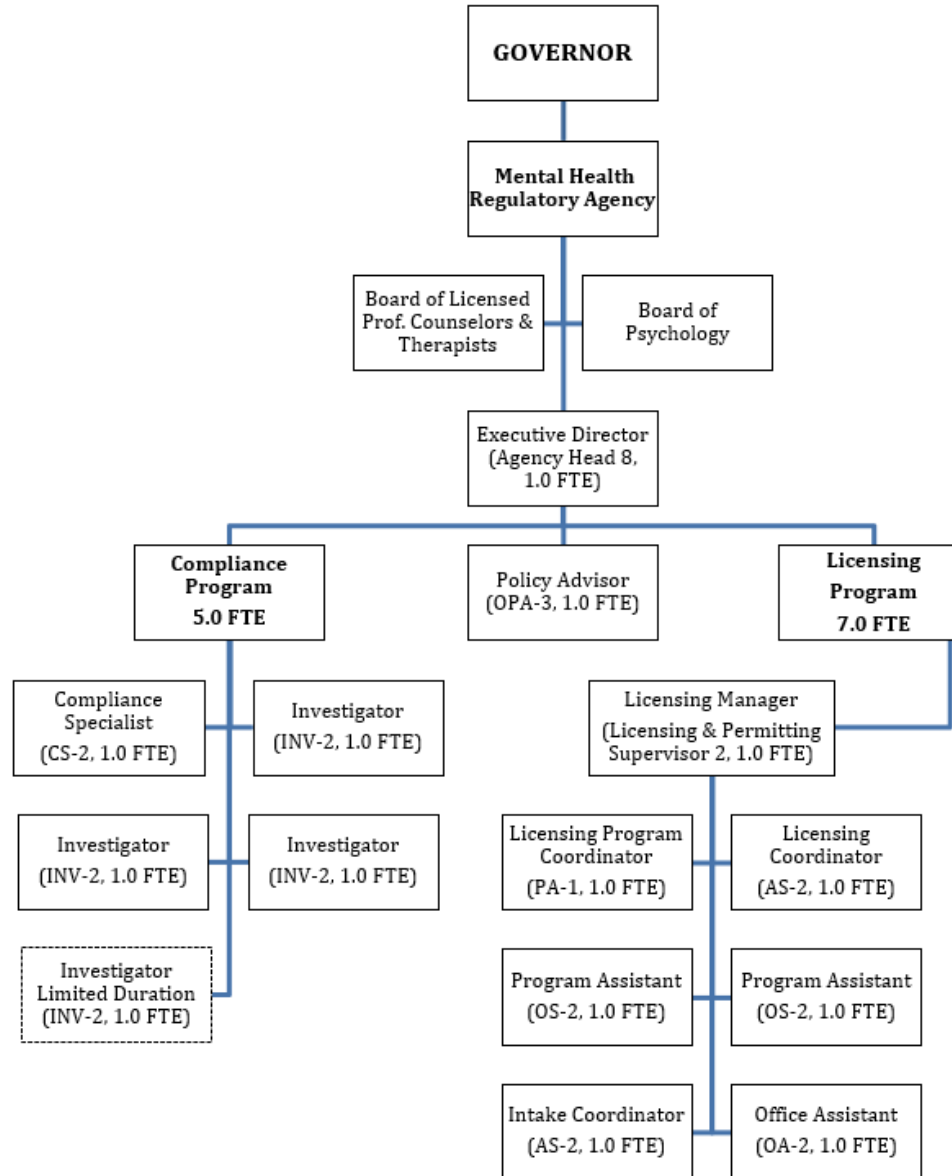 GOVERNOR
Mental Health
Regulatory Agency
Board of Licensed
Prof. Counselors &
Therapists
Board of
Psychology
Executive Director
(Agency Head 8,
1.0 FTE)
Compliance
Program
5.0 FTE
Policy Advisor
(OPA-3, 1.0 FTE)
Licensing
Program
7.0 FTE
Compliance
Specialist
(CS-2, 1.0 FTE)
Investigator
(INV-2, 1.0 FTE)
Investigator
(INV-2, 1.0 FTE)
Investigator
(INV-2, 1.0 FTE)
Investigator
Limited Duration
(INV-2, 1.0 FTE)
Licensing Manager
(Licensing & Permitting
Supervisor 2, 1.0 FTE)
Licensing Program
Coordinator
(PA-1, 1.0 FTE)
Licensing
Coordinator
(AS-2, 1.0 FTE)
Program Assistant
(OS-2, 1.0 FTE)
Program Assistant
(OS-2, 1.0 FTE)
Intake Coordinator
(AS-2, 1.0 FTE)
Office Assistant
(OA-2, 1.0 FTE)